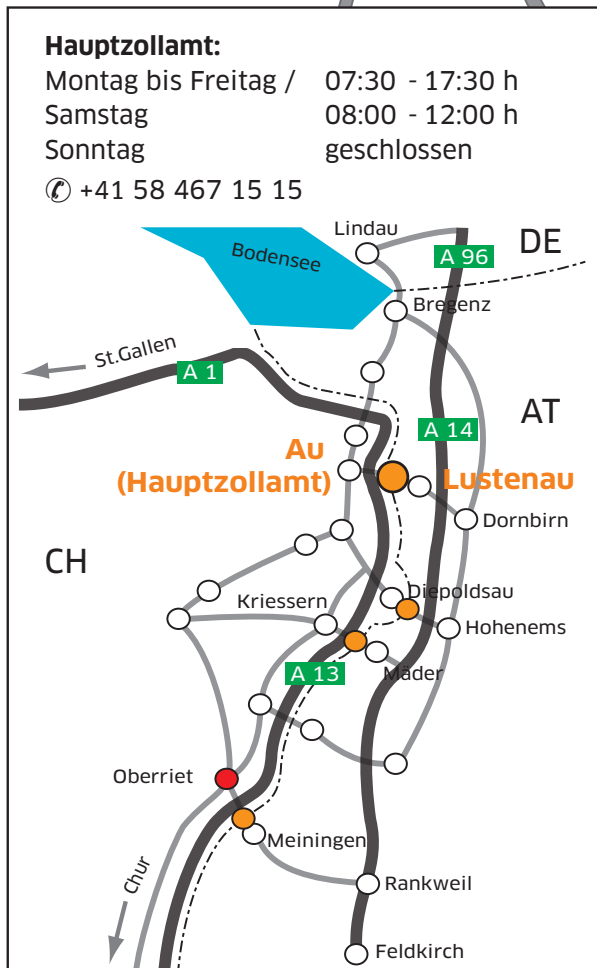 Hauptzollamt:
Montag bis Freitag / 07:30 - 17:30 h
Samstag 08:00 - 12:00 h
Sonntag geschlossen
✆ +41 58 467 15 15
Lindau
DE
Bodensee
A 96
Bregenz
St.Gallen
A 1
AT
A 14
Au
(Hauptzollamt)
Lustenau
Dornbirn
CH
Diepoldsau
Kriessern
Hohenems
Mäder
A 13
Oberriet
Meiningen
Chur
Rankweil
Feldkirch